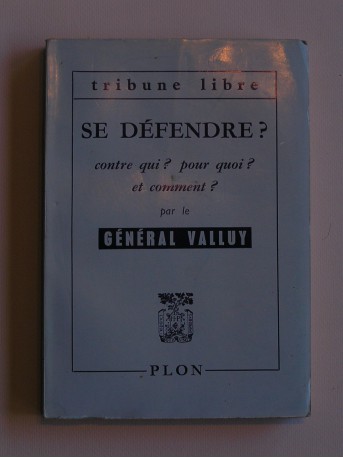 tribune libre
SE DÉFENDRE?
contre qui? pour quoi?
et comment?
par le
GÉNÉRAL VALLUY
PLON